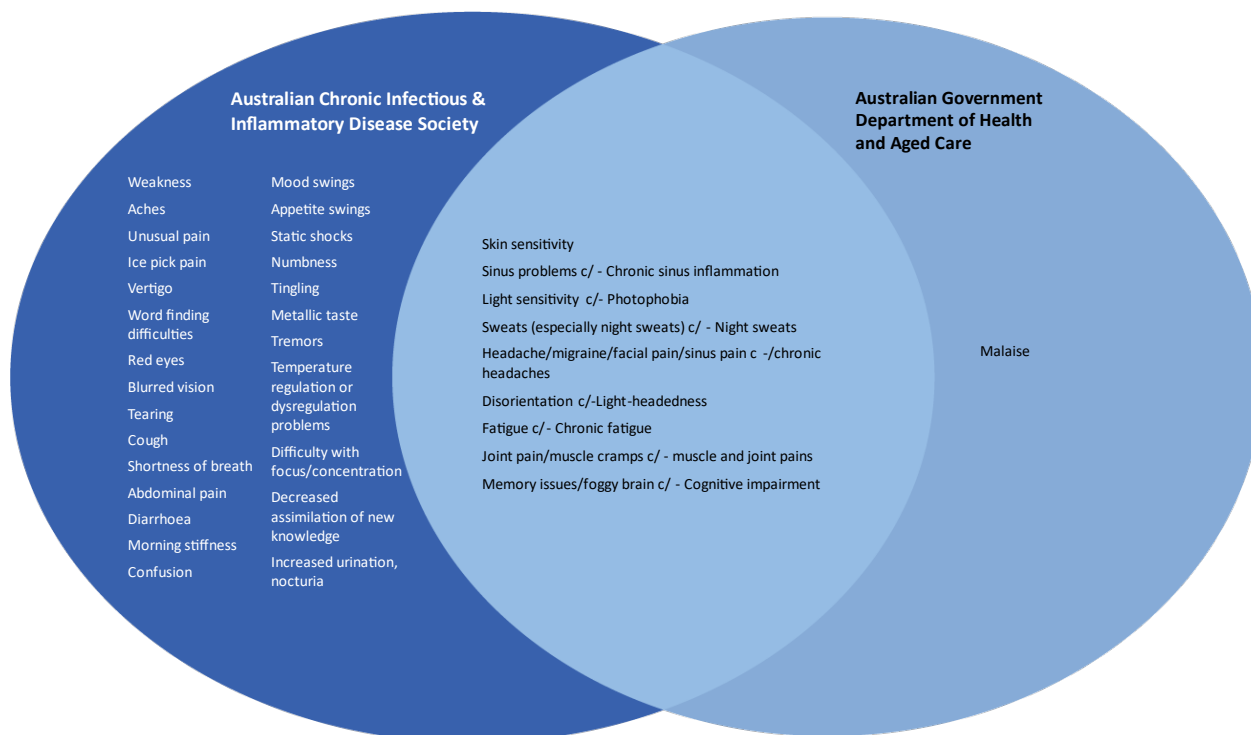 Australian Chronic Infectious &
Inflammatory Disease Society
Weakness
Aches
Unusual pain
Ice pick pain
Vertigo
Word finding
difficulties
Red eyes
Blurred vision
Tearing
Cough
Shortness of breath
Abdominal pain
Diarrhoea
Morning stiffness
Confusion
Mood swings
Appetite swings
Static shocks
Numbness
Tingling
Metallic taste
Tremors
Temperature
regulation or
dysregulation
problems
Difficulty with
focus/concentration
Decreased
assimilation of new
knowledge
Increased urination,
nocturia
Skin sensitivity
Sinus problems c/ - Chronic sinus inflammation
Light sensitivity c/- Photophobia
Sweats (especially night sweats) c/ - Night sweats
Headache/migraine/facial pain/sinus pain c -/chronic
headaches
Disorientation c/-Light-headedness
Fatigue c/- Chronic fatigue
Joint pain/muscle cramps c/ - muscle and joint pains
Memory issues/foggy brain c/ - Cognitive impairment
Australian Government
Department of Health
and Aged Care
Malaise